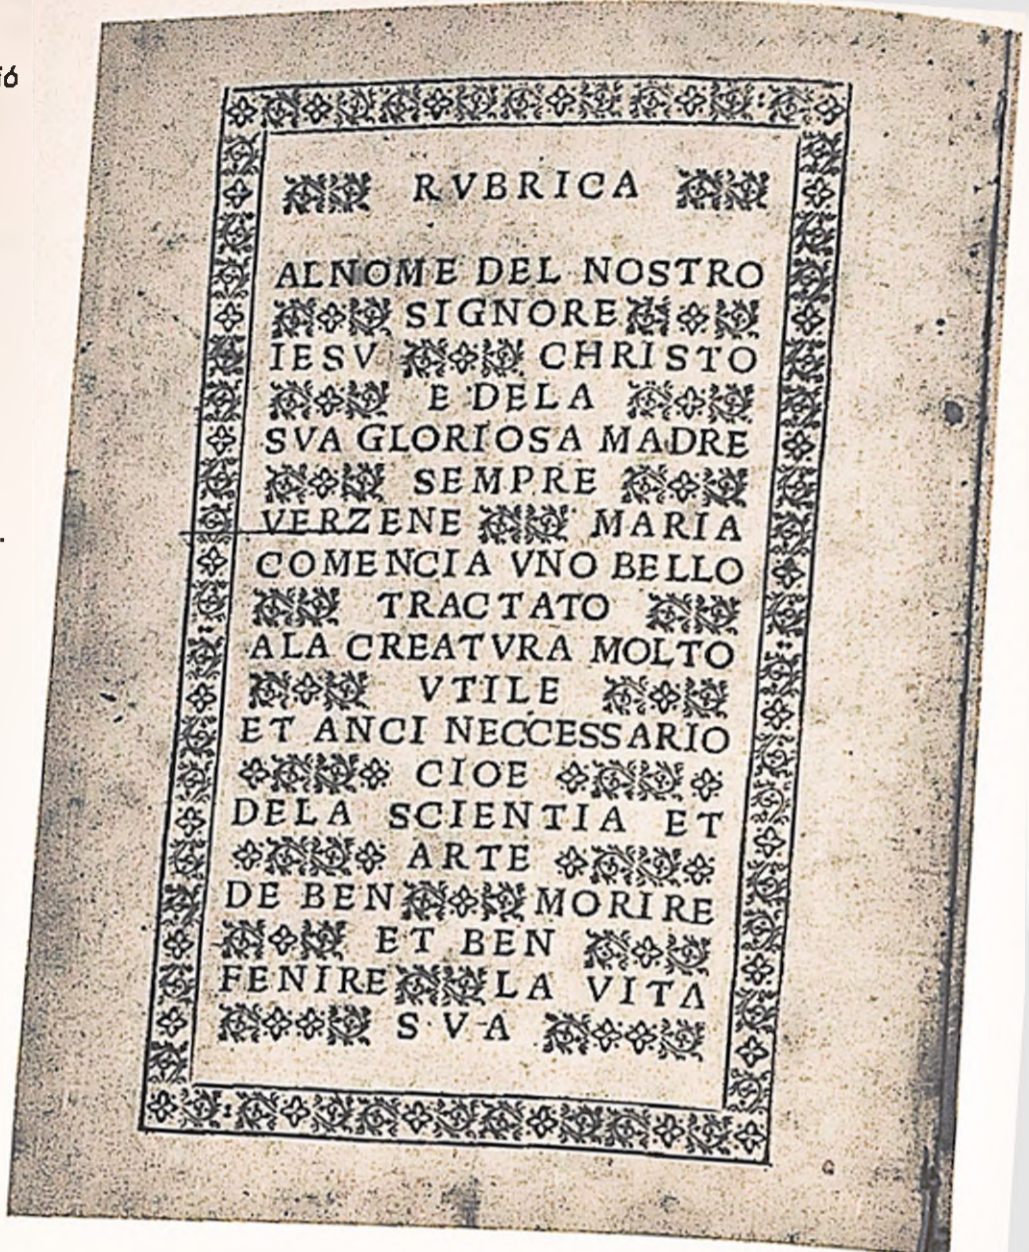 RVBRICA
ALNOME DEL NOSTRO
SIGNORE
IESV CHRISTO
E DELA
SVA GLORIOSA MADRE
SEMPRE
VERZENE MARIA
COMENCIA VNO BELLO
TRACTATO
ALA CREATVRA MOLTO
VTILE
ET ANCI NECCESSARIO
CIOE
DELA SCIENTIA ET
ARTE
DE BEN MORIRE
ET BEN
FENIRE LA VITA
SVA